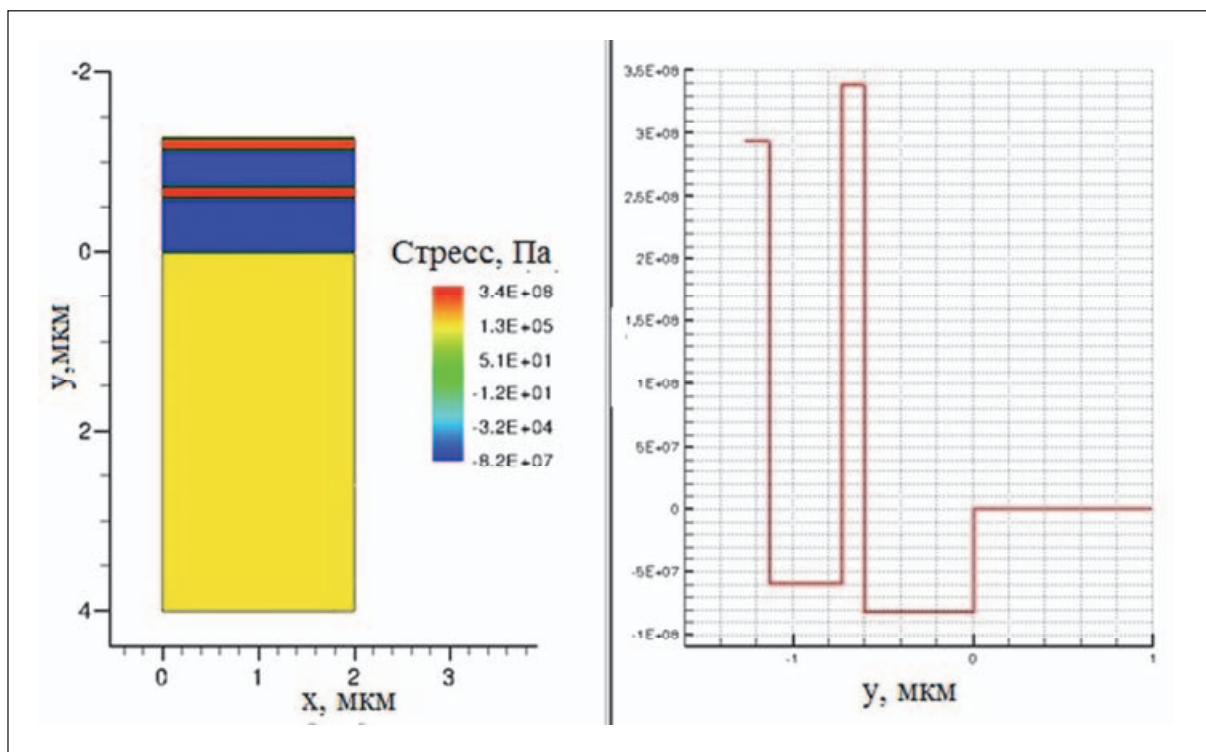 -2
0
2
4
y,мкм
0
1
2
3
x, мкм
Стресс, Па
3.4E+08
1.3E+05
5.1E+01
-1.2E+01
-3.2E+04
-8.2E+07
3,5E+08
3E+08
2,5E+08
2E+08
1,5E+08
1E+08
5E+07
0
-5E+07
-1E+08
-1
0
1
y, мкм